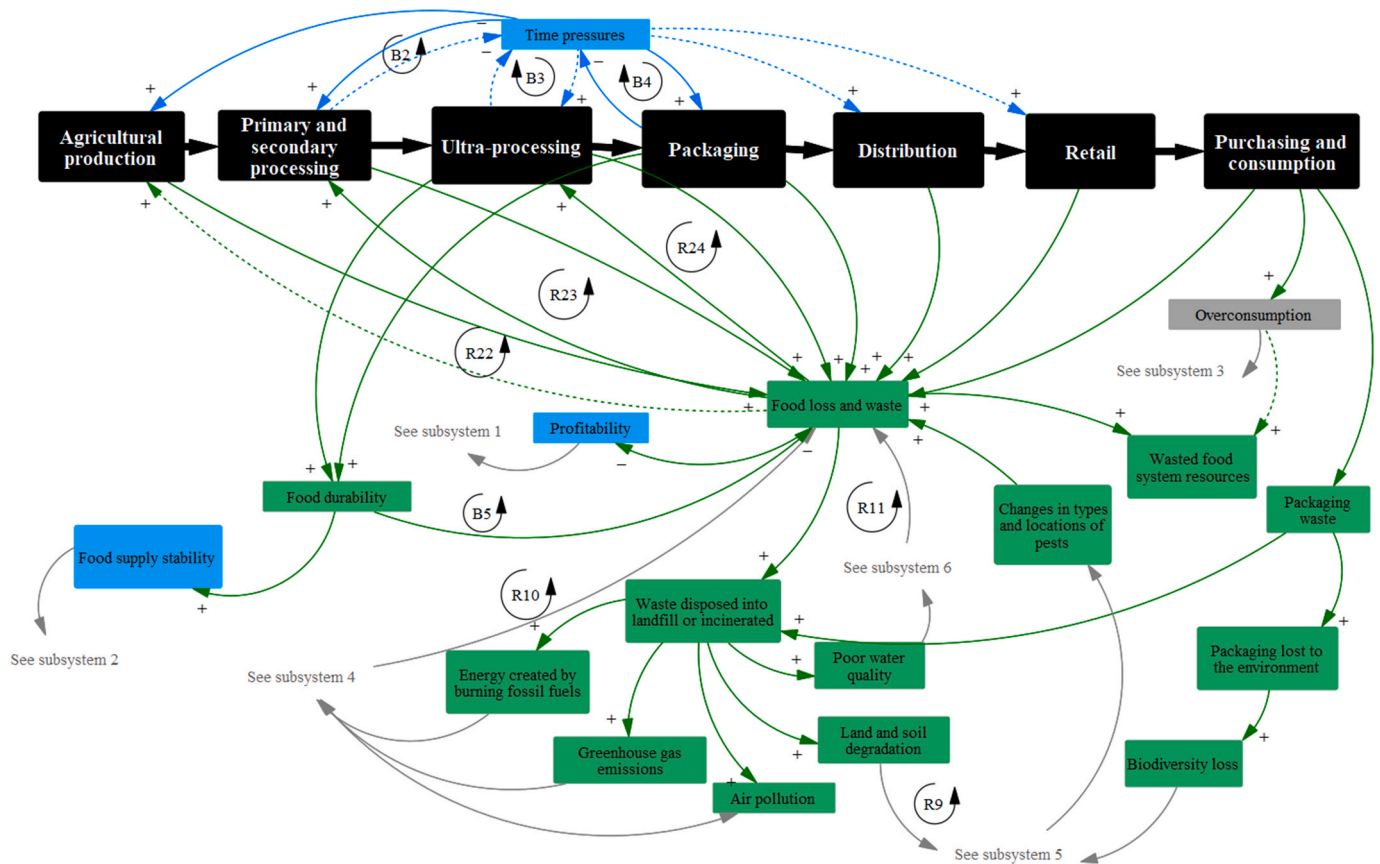 Time pressures
−
−
−
+
+
+
+
+
+
B2
B3
B4
Agricultural
production
Primary and
secondary
processing
Ultra-processing
Packaging
Distribution
Retail
Purchasing and
consumption
+
+
+
R24
R23
R22
+
Overconsumption
See subsystem 3
+
+
+
+
+
+
Food loss and waste
+
+
+
−
−
See subsystem 1
Profitability
+
+
Wasted food
system resources
+
+
Food durability
B5
R11
Changes in types
and locations of
pests
Packaging
waste
Food supply stability
+
See subsystem 2
R10
+
See subsystem 6
Waste disposed into
landfill or incinerated
+
+
+
+
See subsystem 4
Energy created by
burning fossil fuels
Poor water
quality
Packaging lost to
the environment
+
+
+
+
Greenhouse gas
emissions
Land and soil
degradation
Biodiversity loss
Air pollution
R9
See subsystem 5